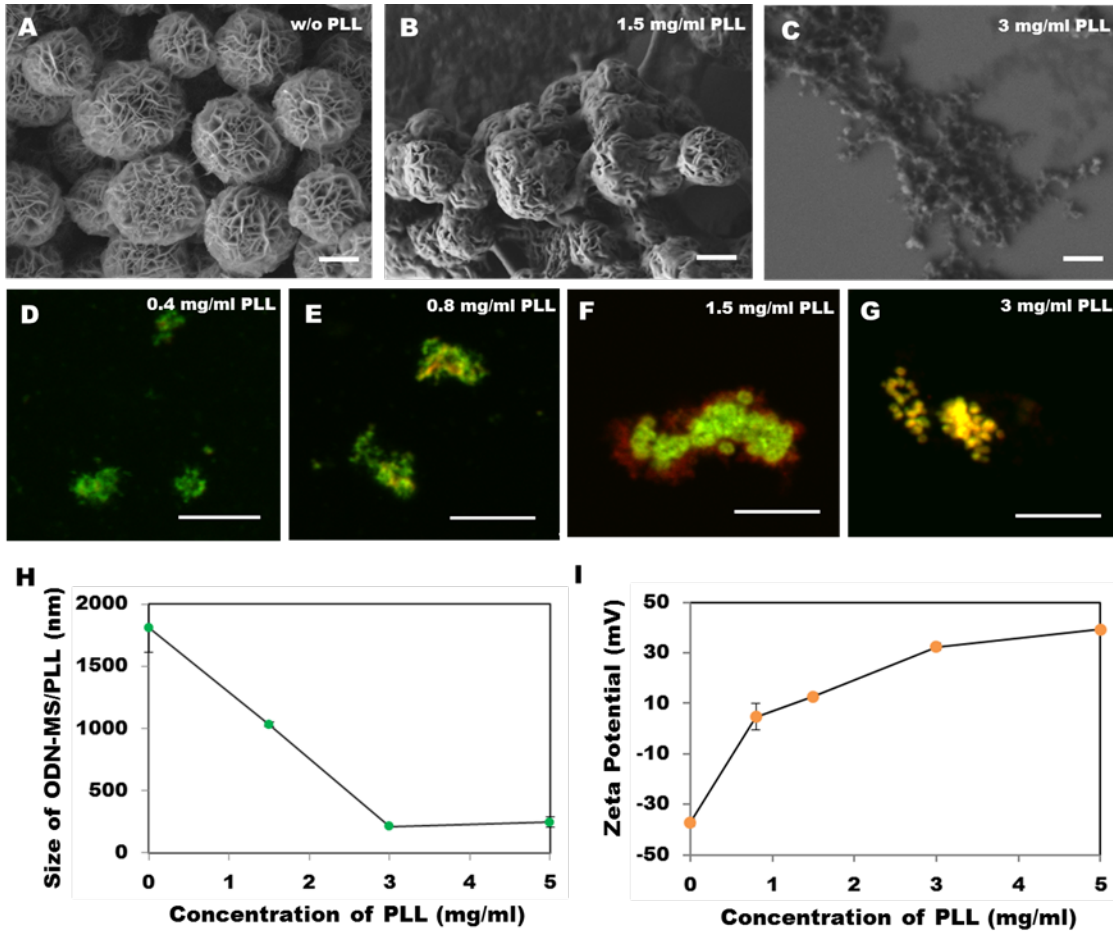 A
w/o PLL
B
1.5 mg/ml PLL
C
3 mg/ml PLL
D
0.4 mg/ml PLL
E
0.8 mg/ml PLL
F
1.5 mg/ml PLL
G
3 mg/ml PLL
H
Size of ODN-MS/PLL (nm)
2000
1500
1000
500
0
0 1 2 3 4 5
Concentration of PLL (mg/ml)
I
Zeta Potential (mV)
50
30
10
-10
-30
-50
0 1 2 3 4 5
Concentration of PLL (mg/ml)